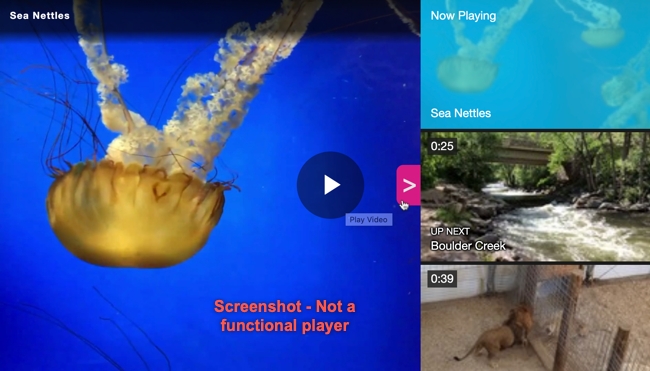 Sea Nettles
Now Playing
Sea Nettles
0:25
UP NEXT
Boulder Creek
0:39
>
Play Video
Screenshot - Not a
functional player